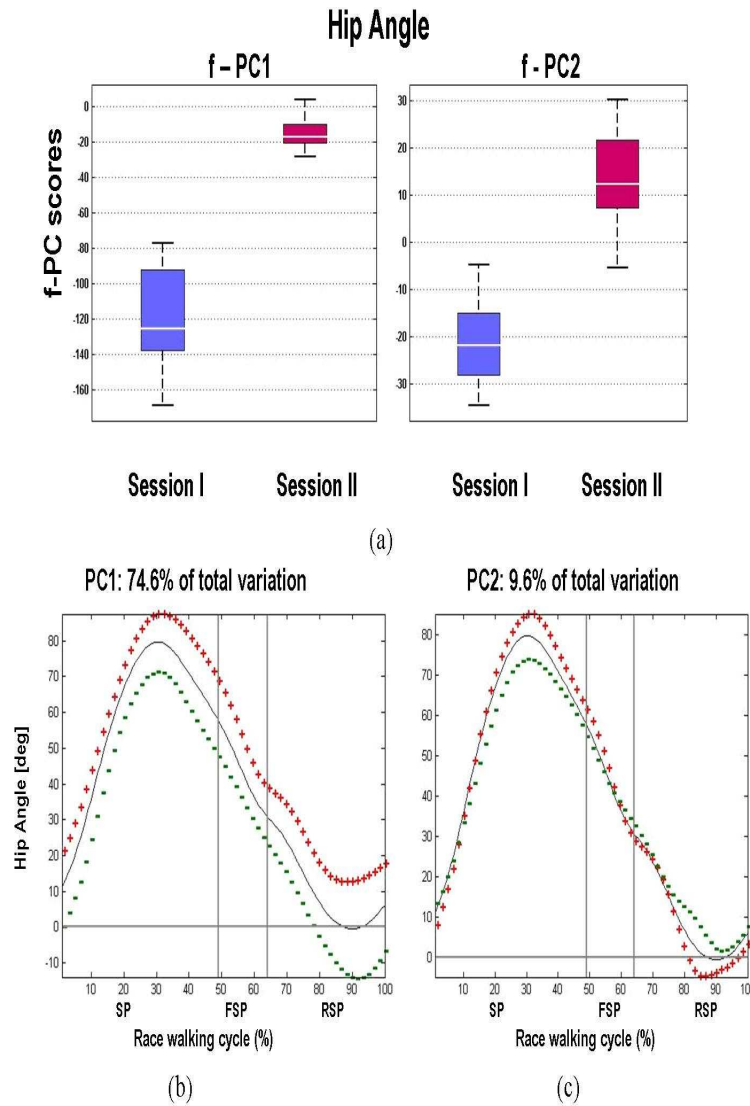 Hip Angle
f – PC1
f - PC2
f-PC scores
0
-20
-40
-60
-80
-100
-120
-140
-160
30
20
10
0
-10
-20
-30
Session I
Session II
Session I
Session II
(a)
PC1: 74.6% of total variation
PC2: 9.6% of total variation
Hip Angle [deg]
80
70
60
50
40
30
20
10
0
-10
10 20 30 40 50 60 70 80 90 100
SP FSP RSP
Race walking cycle (%)
80
70
60
50
40
30
20
10
0
10 20 30 40 50 60 70 80 90 100
SP FSP RSP
Race walking cycle (%)
(b)
(c)